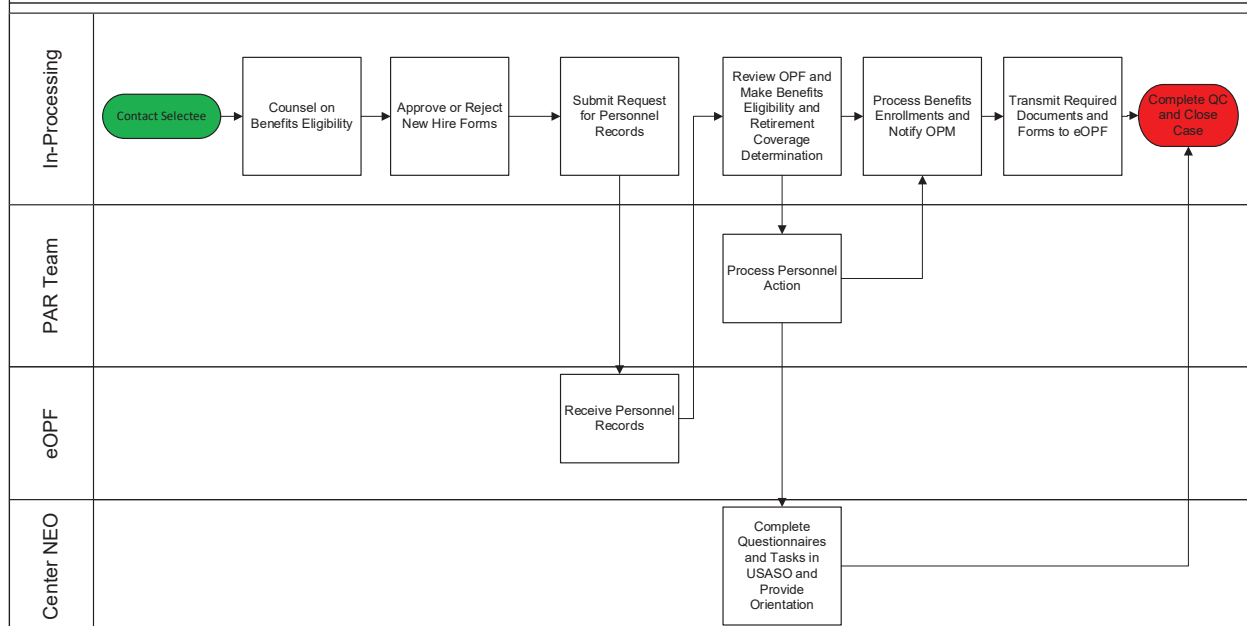 In-Processing
Contact Selectee
Counsel on
Benefits Eligibility
Approve or Reject
New Hire Forms
Submit Request
for Personnel
Records
Review OPF and
Make Benefits
Eligibility and
Retirement
Coverage
Determination
Process Benefits
Enrollments and
Notify OPM
Transmit Required
Documents and
Forms to eOPF
Complete QC
and Close
Case
PAR Team
Process Personnel
Action
eOPF
Receive Personnel
Records
Center NEO
Complete
Questionnaires
and Tasks in
USASO and
Provide
Orientation